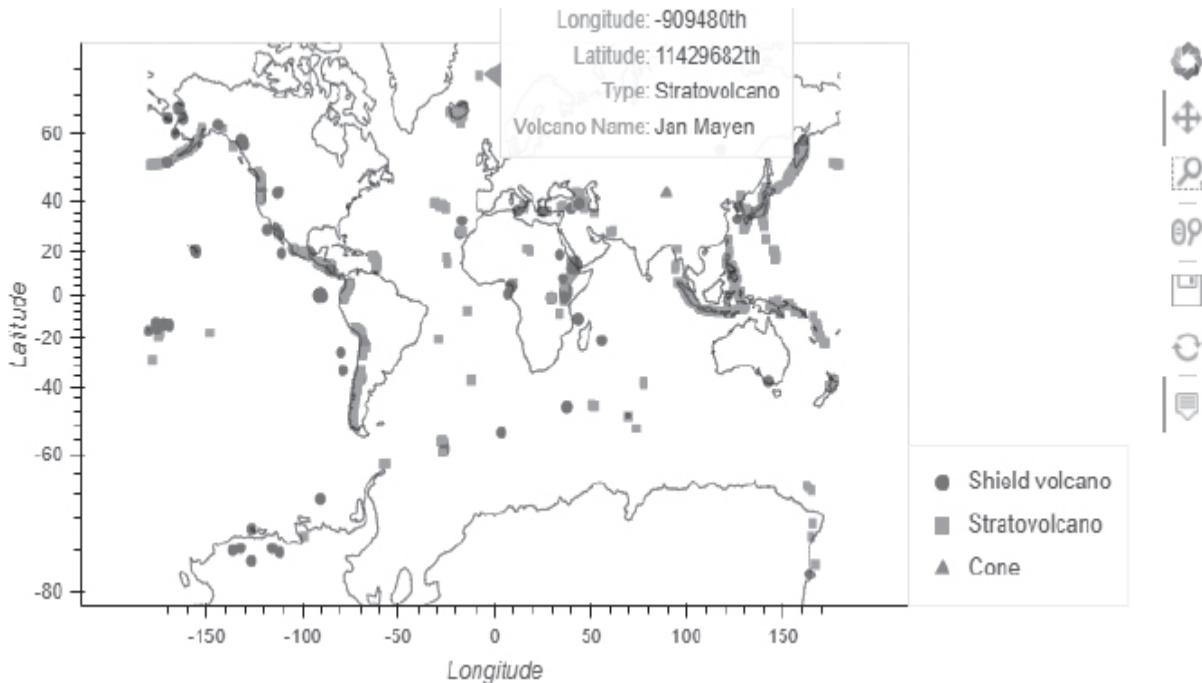 Longitude: -909480th
Latitude: 11429682th
Type: Stratovolcano
Volcano Name: Jan Mayen
60
40
20
0
-20
-40
-60
-80
Latitude
-150
-100
-50
0
50
100
150
Longitude
Shield volcano
Stratovolcano
Cone